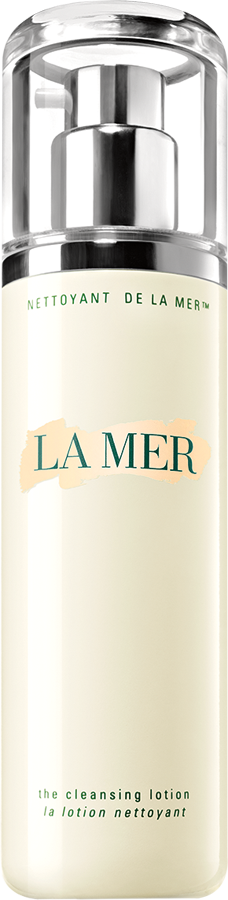 NETTOYANT DE LA MER™
LA MER
the cleansing lotion
la lotion nettoyant